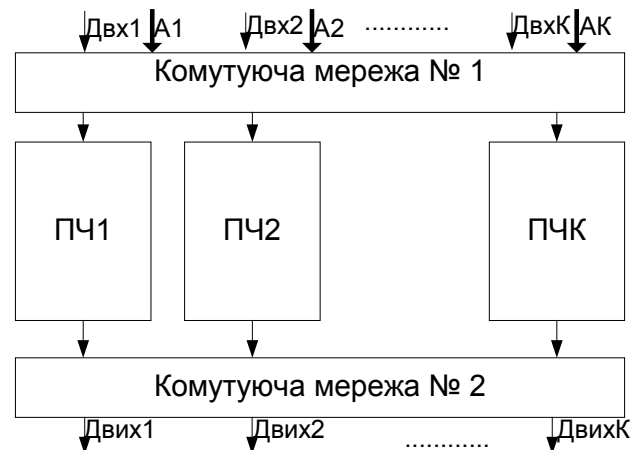 Двх1 А1 Двх2 А2 ............ ДвхК АК
Комутуюча мережа № 1
ПЧ1 ПЧ2 ПЧК
Комутуюча мережа № 2
Двих1 Двих2 ............ ДвихК